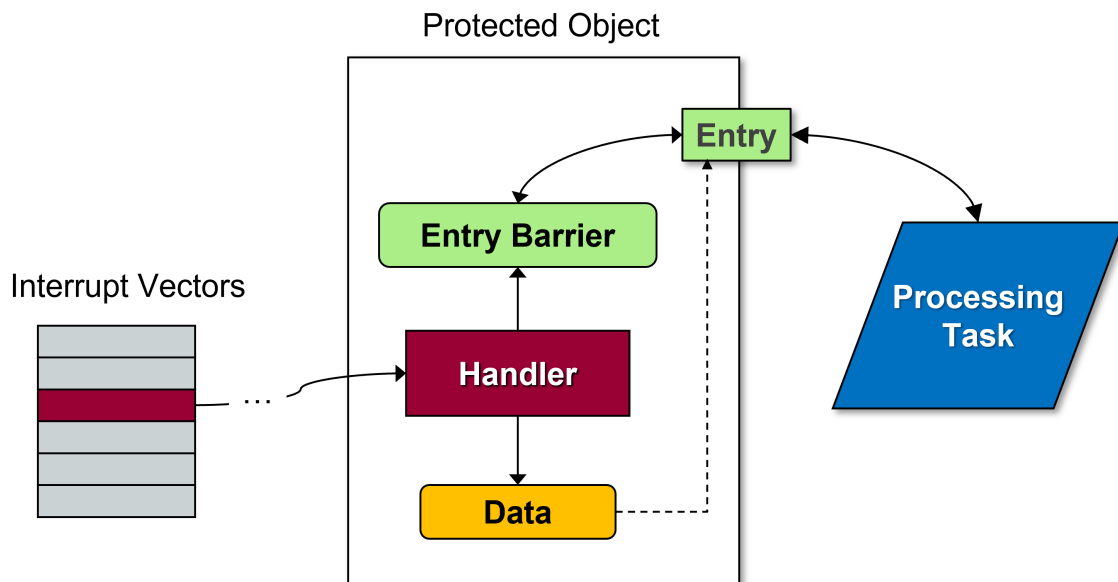 Protected Object
Entry
Entry Barrier
Interrupt Vectors
Processing
Task
Handler
...
Data